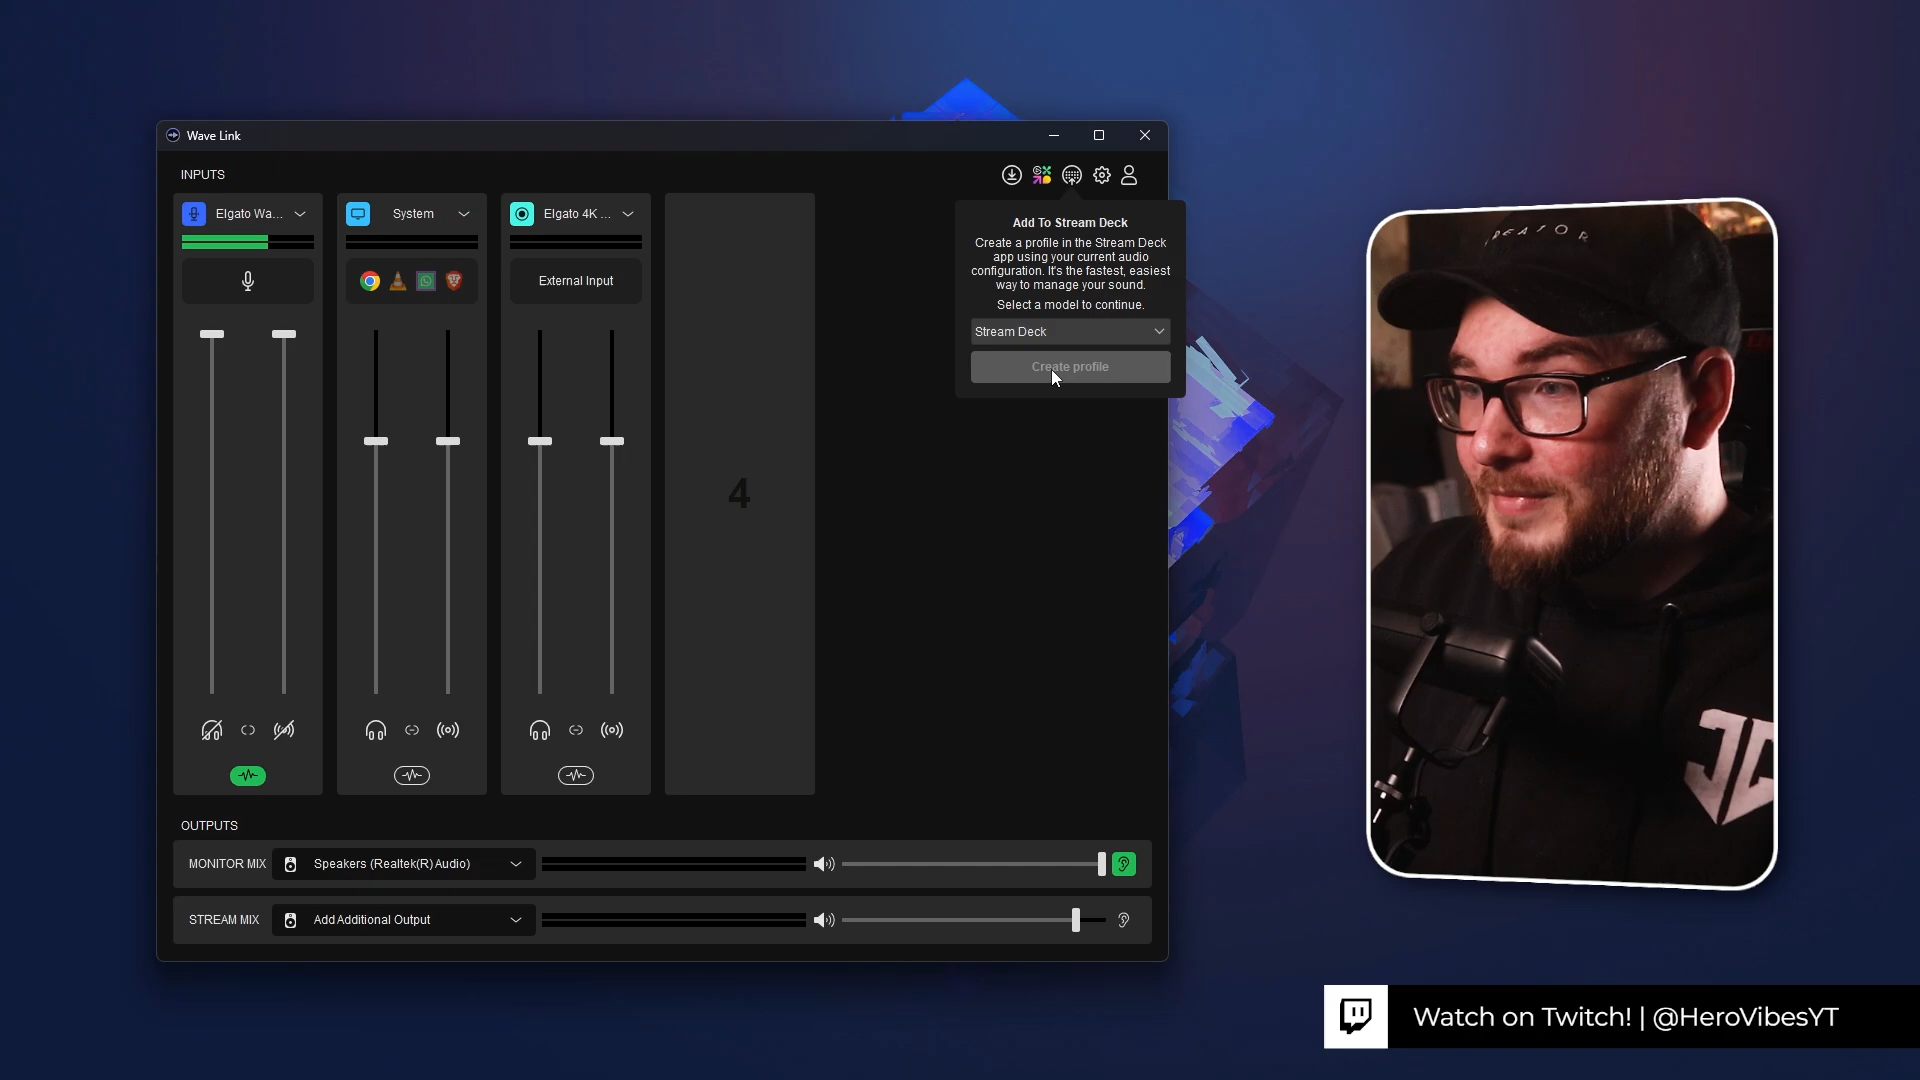 Wave Link
INPUTS
Elgato Wa...
System
Elgato 4K ...
External Input
4
Add To Stream Deck
Create a profile in the Stream Deck
app using your current audio
configuration. It's the fastest, easiest
way to manage your sound.
Select a model to continue.
Stream Deck
Create profile
OUTPUTS
MONITOR MIX
Speakers (Realtek(R) Audio)
STREAM MIX
Add Additional Output
Watch on Twitch! | @HeroVibesYT